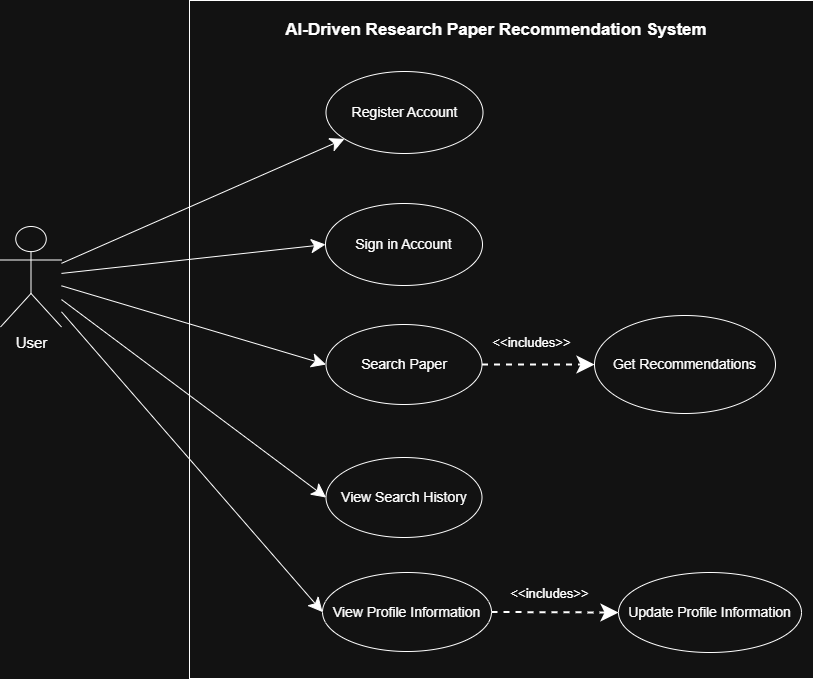 AI-Driven Research Paper Recommendation System
Register Account
Sign in Account
User
Search Paper
<<includes>>
Get Recommendations
View Search History
View Profile Information
<<includes>>
Update Profile Information